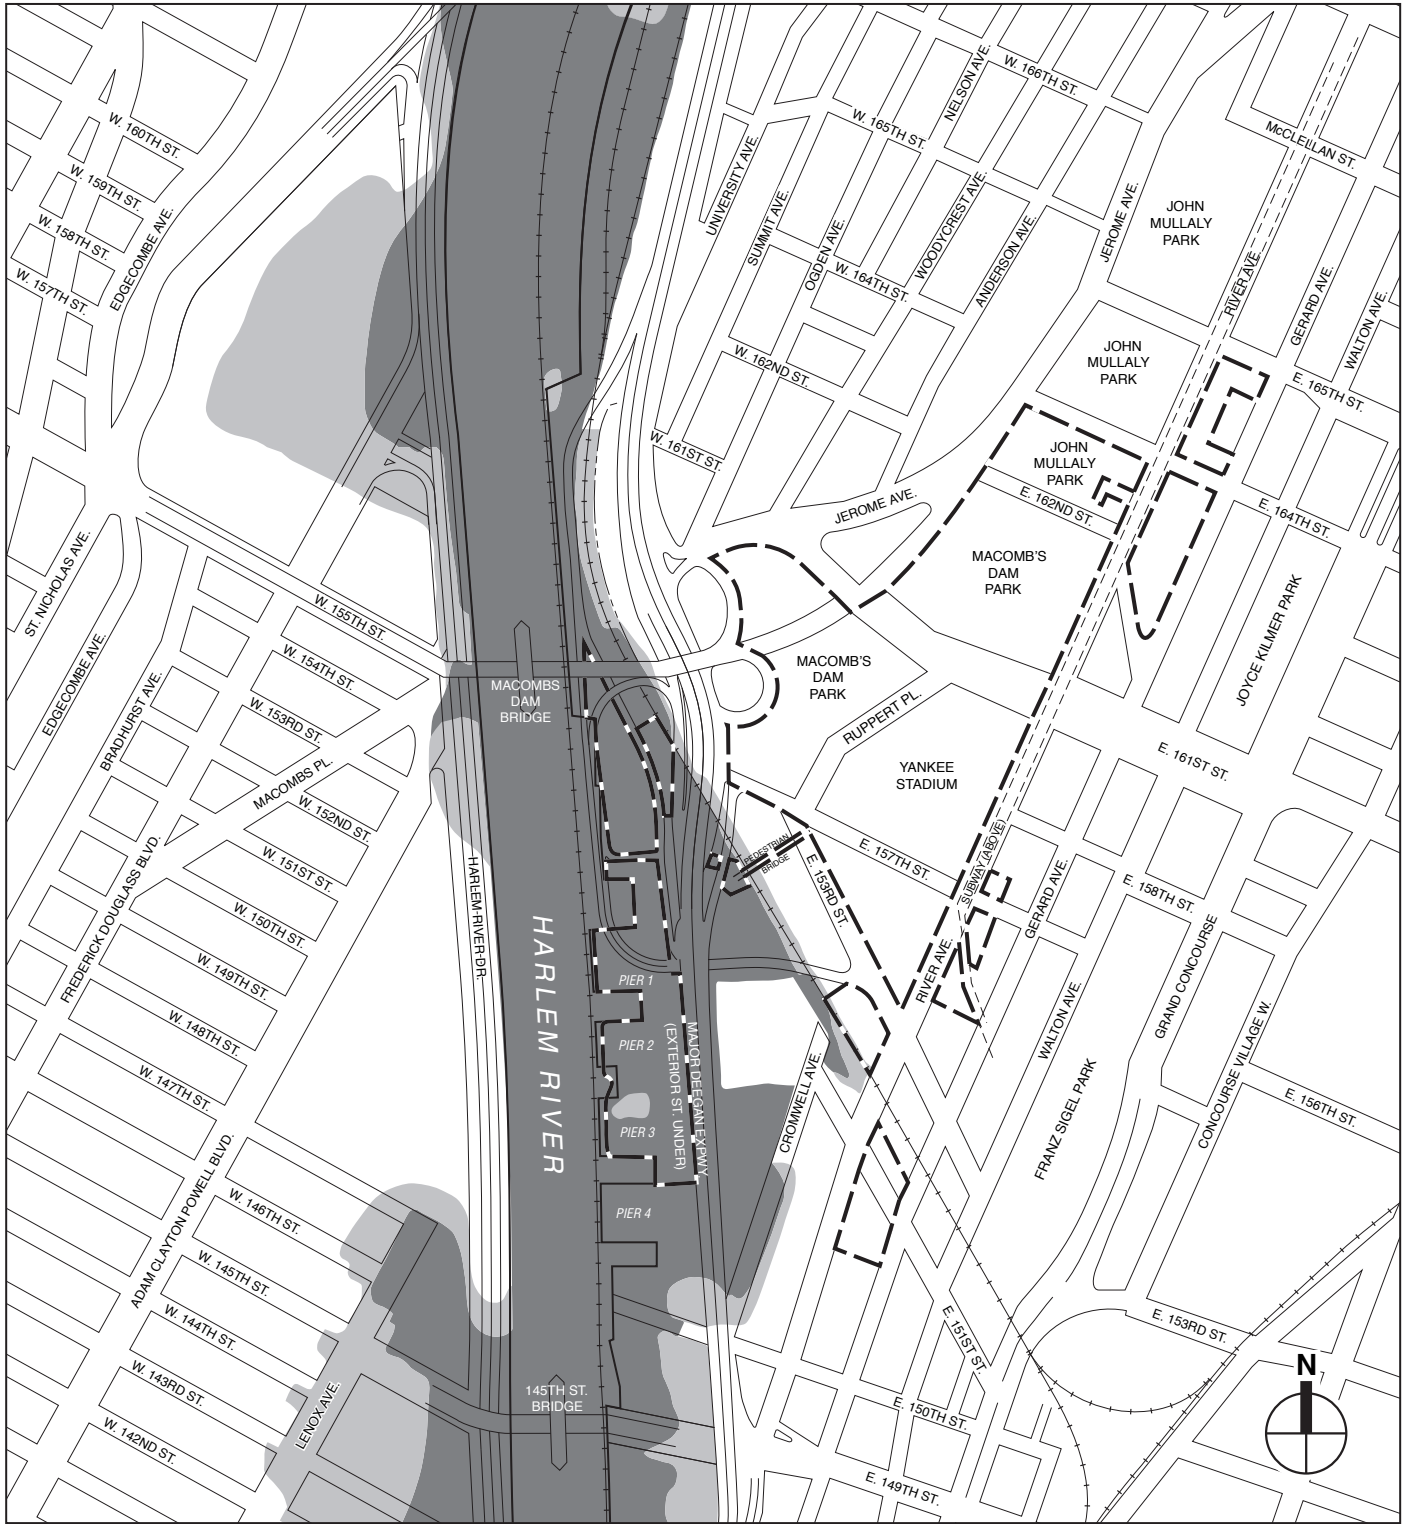 W. 166TH ST.
NELSON AVE.
W. 165TH ST.
McCLELLAN ST.
W. 160TH ST.
W. 159TH ST.
W. 158TH ST.
W. 157TH ST.
EDGECOMBE AVE.
UNIVERSITY AVE.
SUMMIT AVE.
OGDEN AVE.
WOODYCREST AVE.
ANDERSON AVE.
JEROME AVE.
JOHN
MULLALY
PARK
W. 164TH ST.
RIVER AVE.
GERARD AVE.
WALTON AVE.
W. 162ND ST.
JOHN
MULLALY
PARK
E. 165TH ST.
W. 161ST ST.
JOHN
MULLALY
PARK
E. 162ND ST.
JEROME AVE.
E. 164TH ST.
MACOMB'S
DAM
PARK
JOYCE KILMER PARK
ST. NICHOLAS AVE.
EDGECOMBE AVE.
BRADHURST AVE.
W. 155TH ST.
W. 154TH ST.
W. 153RD ST.
MACOMBS PL.
W. 152ND ST.
W. 151ST ST.
MACOMBS
DAM
BRIDGE
MACOMB'S
DAM
PARK
RUPPERT PL.
YANKEE
STADIUM
E. 161ST ST.
SUBWAY (ABOVE)
PEDESTRIAN
BRIDGE
E. 157TH ST.
E. 153RD ST.
E. 158TH ST.
GERARD AVE.
RIVER AVE.
GRAND CONCOURSE
WALTON AVE.
FREDERICK DOUGLASS BLVD.
W. 150TH ST.
W. 149TH ST.
W. 148TH ST.
W. 147TH ST.
HARLEM RIVER DR.
HARLEM RIVER
PIER 1
PIER 2
PIER 3
PIER 4
MAJOR DEEGAN EXPWY.
(EXTERIOR ST. UNDER)
CROMWELL AVE.
FRANZ SIGEL PARK
CONCOURSE VILLAGE W.
E. 156TH ST.
ADAM CLAYTON POWELL BLVD.
W. 146TH ST.
W. 145TH ST.
W. 144TH ST.
W. 143RD ST.
W. 142ND ST.
LENOX AVE.
145TH ST.
BRIDGE
E. 151ST ST.
E. 153RD ST.
E. 150TH ST.
E. 149TH ST.
N